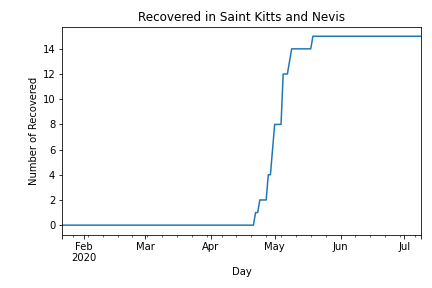 Recovered in Saint Kitts and Nevis
Number of Recovered
14
12
10
8
6
4
2
0
Feb Mar Apr May Jun Jul
2020
Day